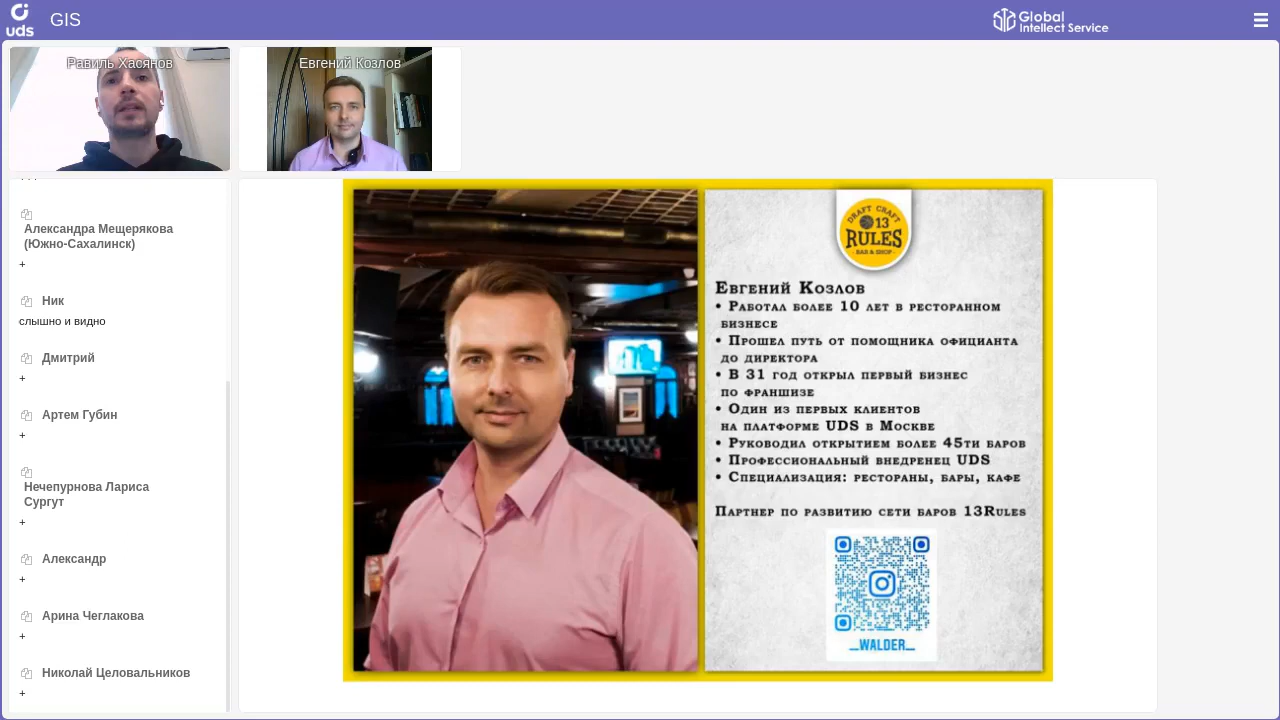 uds
GIS
Global
Intellect Service
Равиль Хасянов
Евгений Козлов
Александра Мещерякова
(Южно-Сахалинск)
+
Ник
слышно и видно
Дмитрий
+
Артем Губин
+
Нечепурнова Лариса
Сургут
+
Александр
+
Арина Чеглакова
+
Николай Целовальников
+
DRAFT CRAFT
13
RULES
BAR & SHOP
Евгений Козлов
• Работал более 10 лет в ресторанном
бизнесе
• Прошел путь от помощника официанта
до директора
• В 31 год открыл первый бизнес
по франшизе
• Один из первых клиентов
на платформе UDS в Москве
• Руководил открытием более 45ти баров
• Профессиональный внедренец UDS
• Специализация: рестораны, бары, кафе
Партнер по развитию сети баров 13Rules
_WALDER_